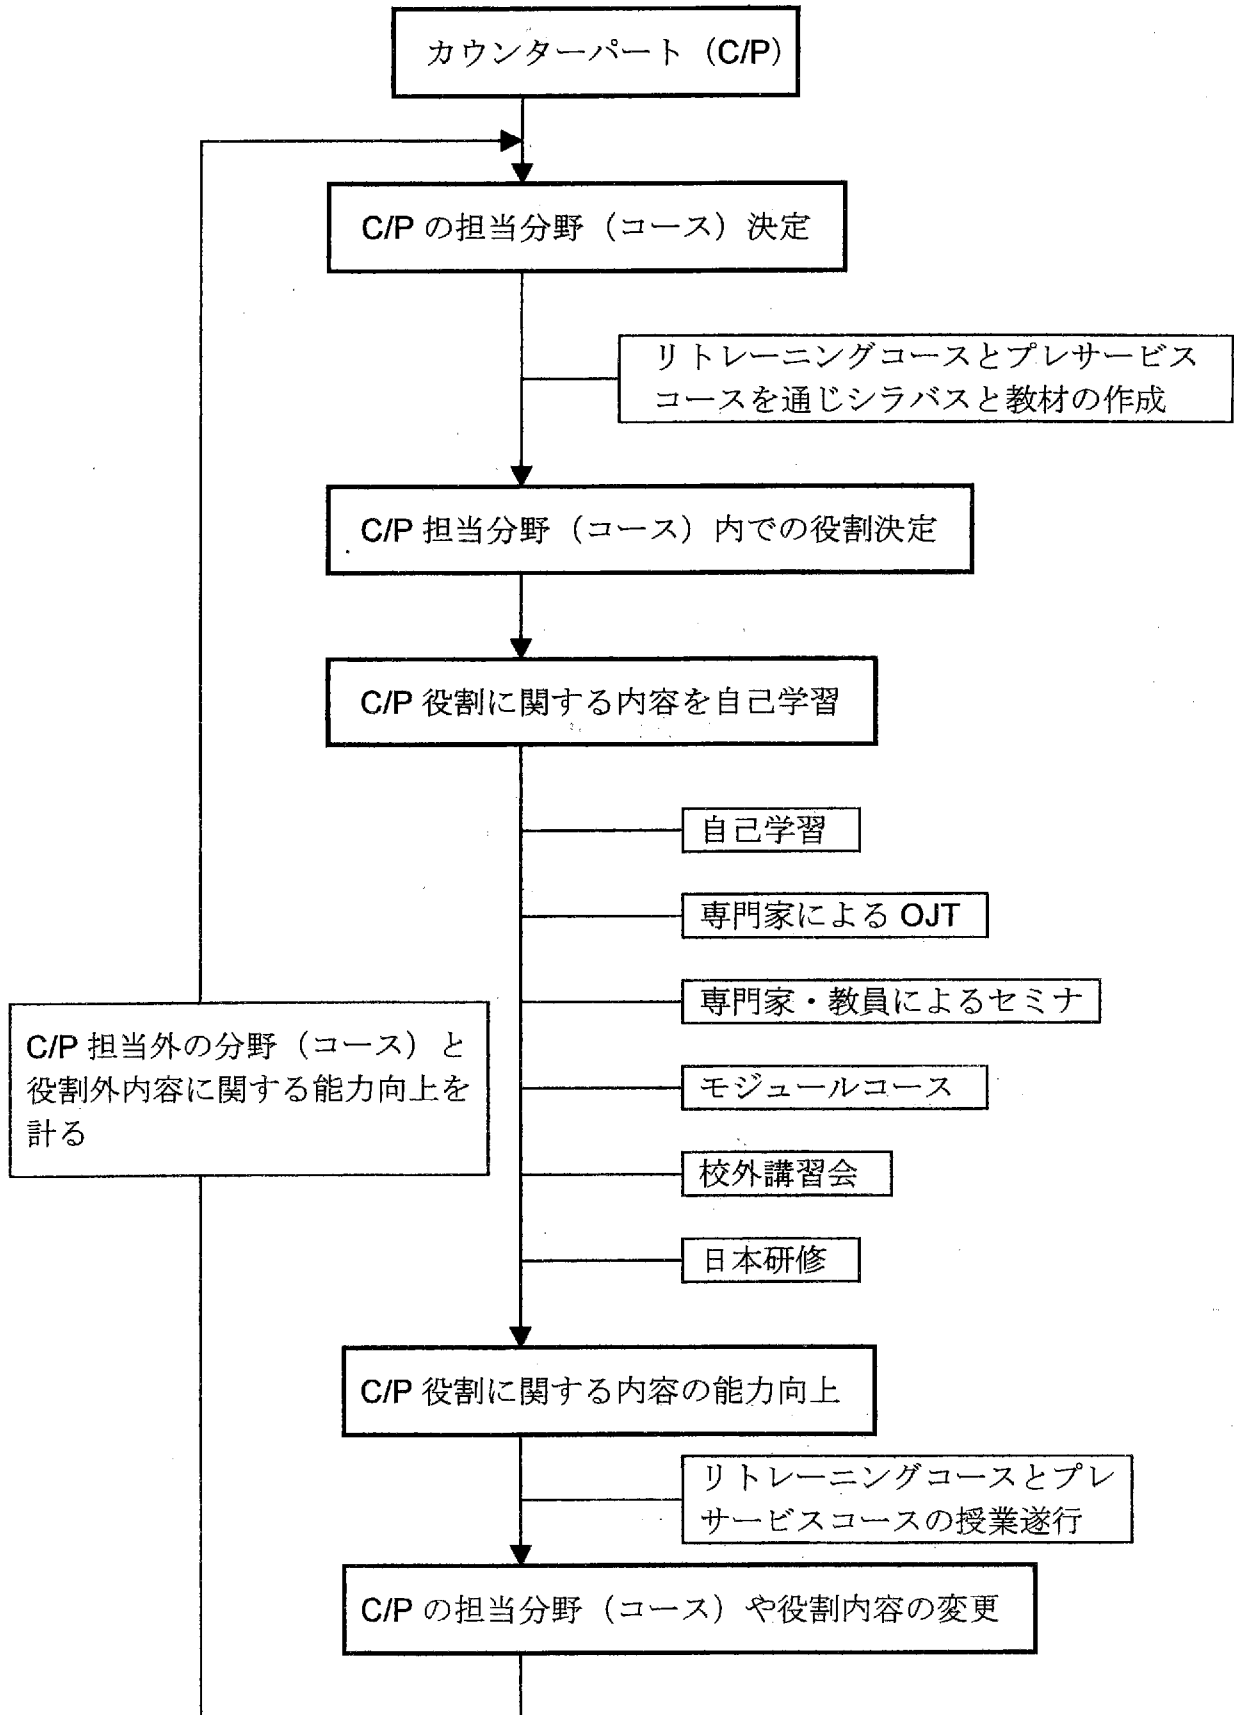 カウンターパート（C/P）
C/P の担当分野（コース）決定
リトレーニングコースとプレサービス
コースを通じシラバスと教材の作成
C/P 担当分野（コース）内での役割決定
C/P 役割に関する内容を自己学習
自己学習
専門家による OJT
専門家・教員によるセミナ
C/P 担当外の分野（コース）と
役割外内容に関する能力向上を
計る
モジュールコース
校外講習会
日本研修
C/P 役割に関する内容の能力向上
リトレーニングコースとプレ
サービスコースの授業遂行
C/P の担当分野（コース）や役割内容の変更